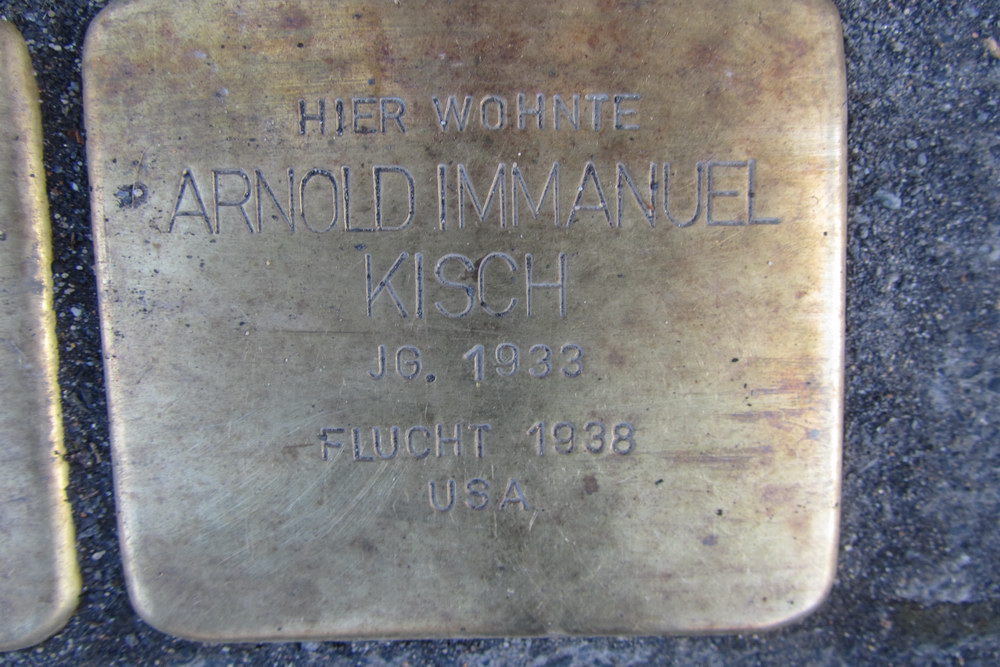 HIER WOHNTE
ARNOLD IMMANUEL
KISCH
JG. 1933
FLUCHT 1938
USA